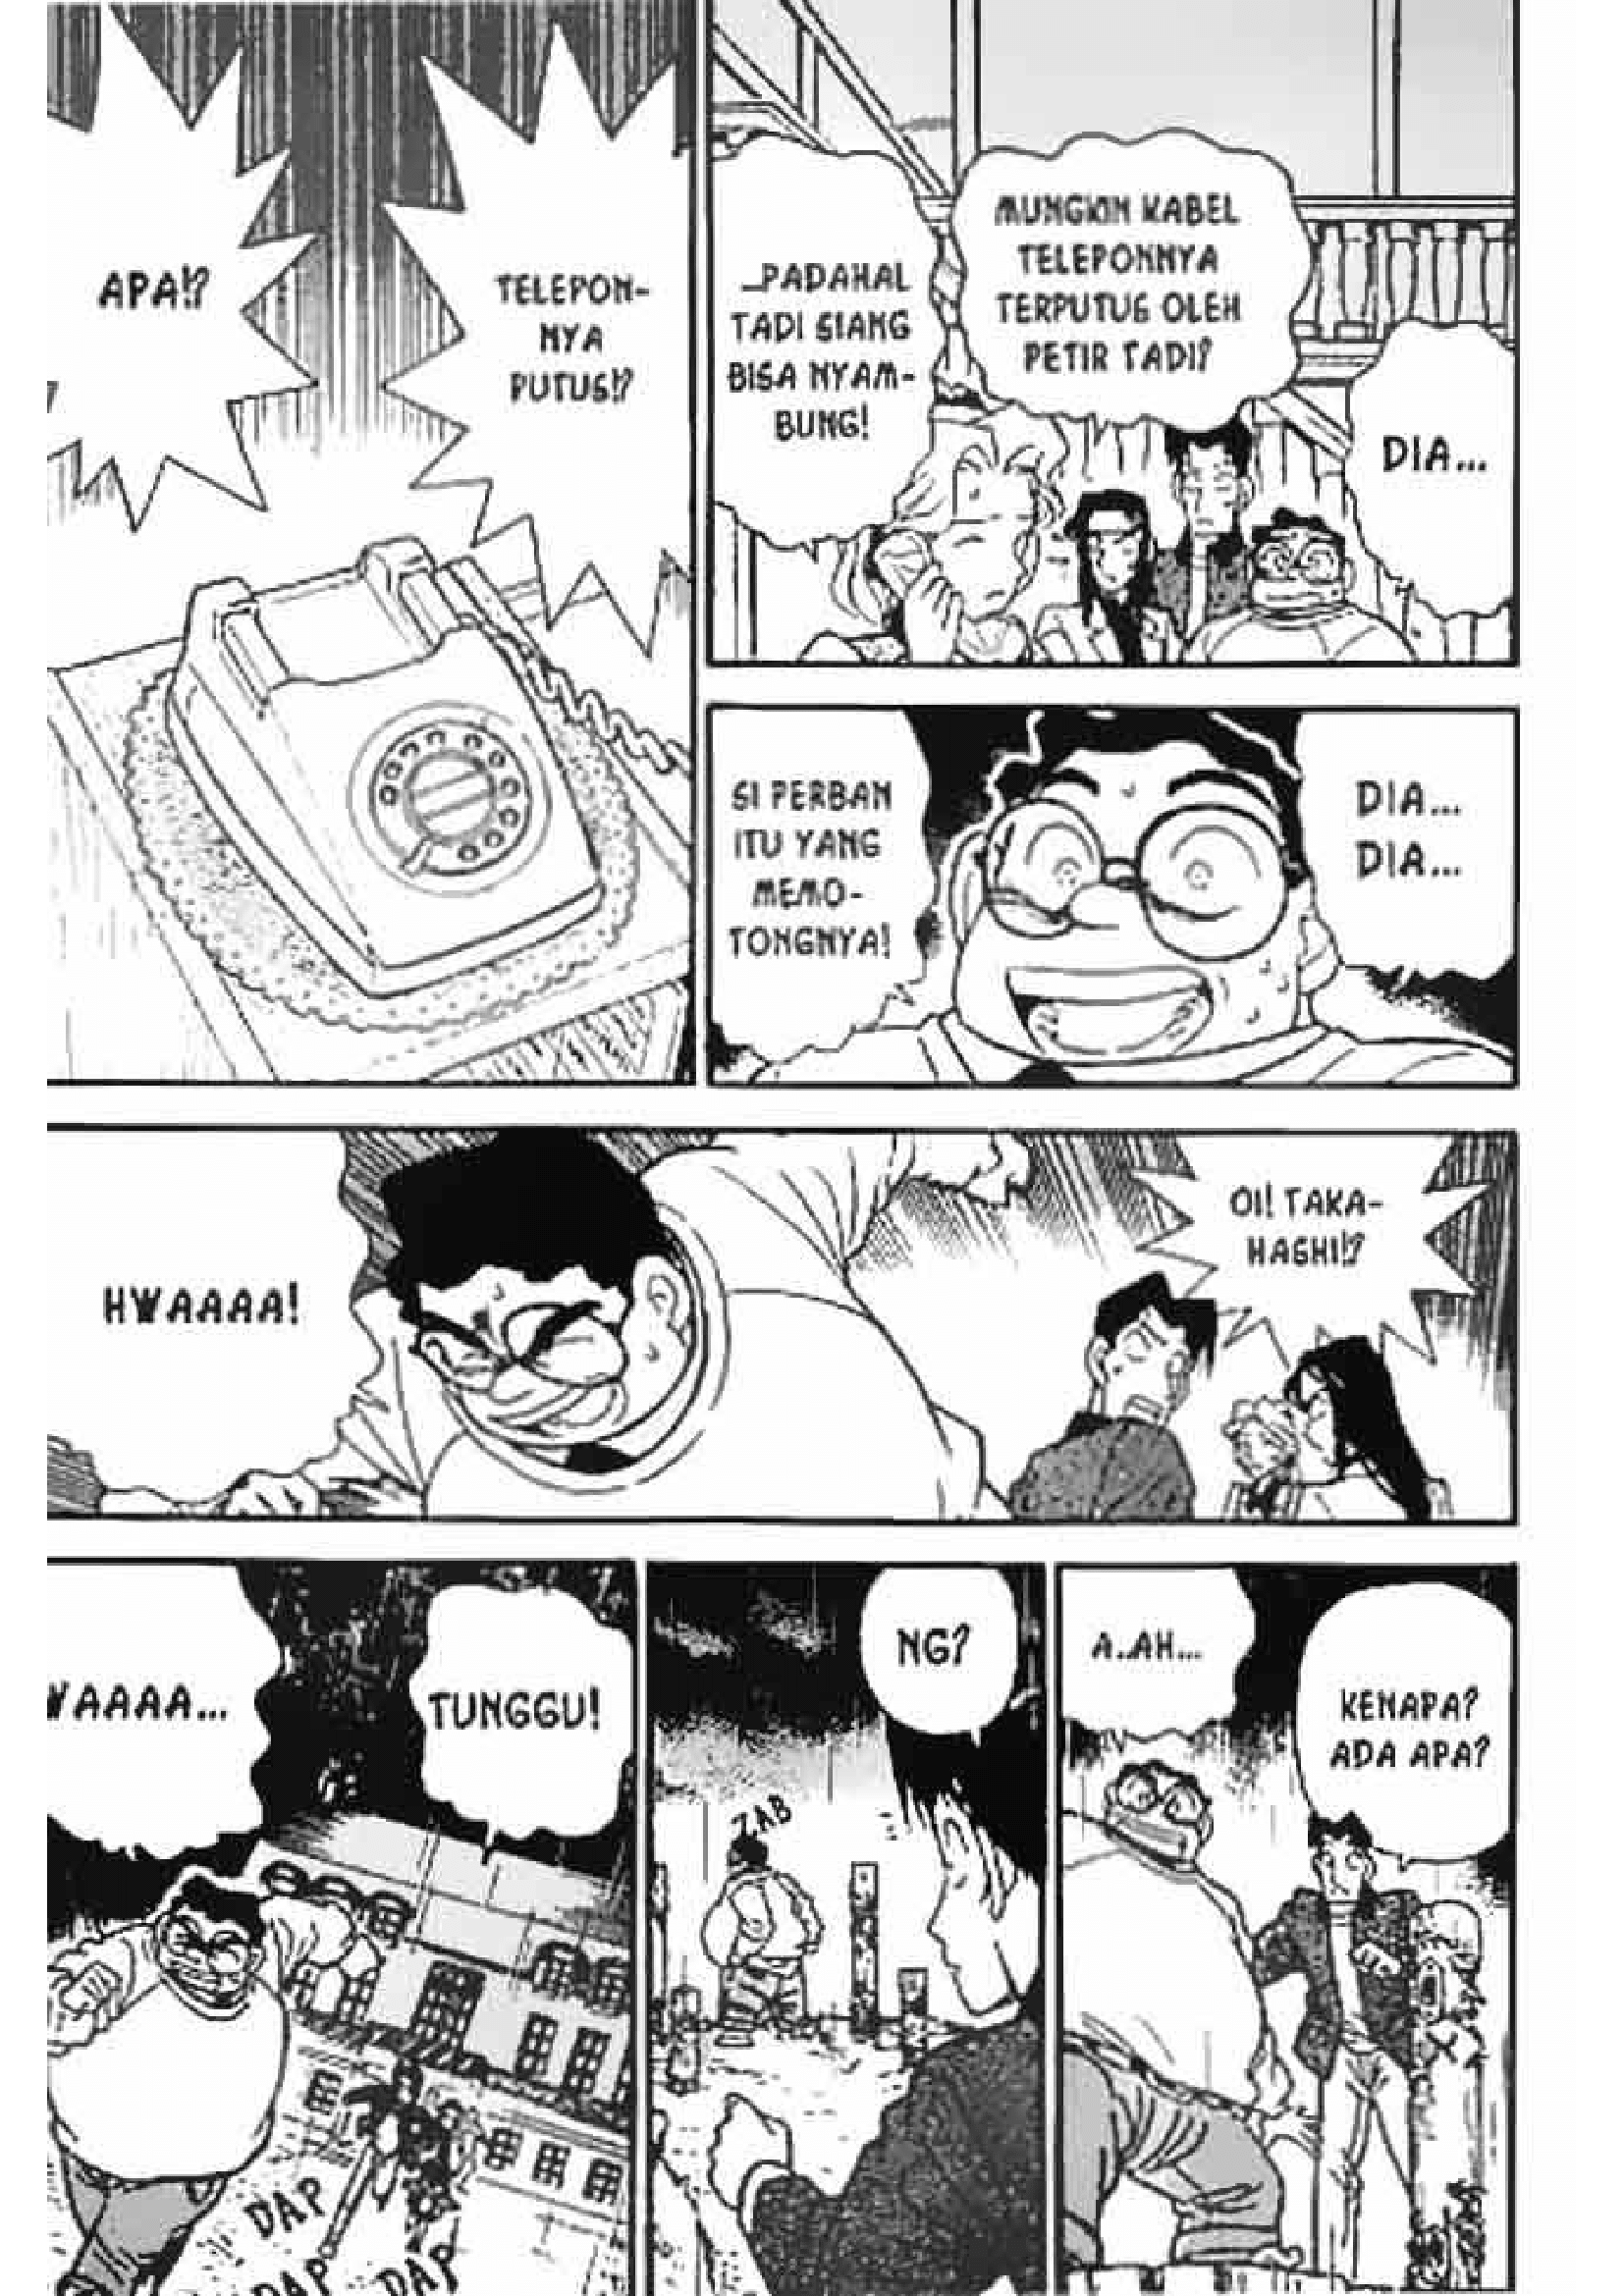 DIA...
MUNGKIN KABEL
TELEPONNYA
TERPUTUS OLEH
PETIR TADI?
...PADAHAL
TADI SIANG
BISA NYAM-
BUNG!
DIA...
DIA...
SI PERBAN
ITU YANG
MEMO-
TONGNYA!
TELEPON-
NYA
PUTUS!?
APA!?
OI! TAKA-
HASHI!?
HWAAAA!
KENAPA?
ADA APA?
A..AH...
NG?
ZAB
TUNGGU!
WAAAA...
DAP
DAP
DAP